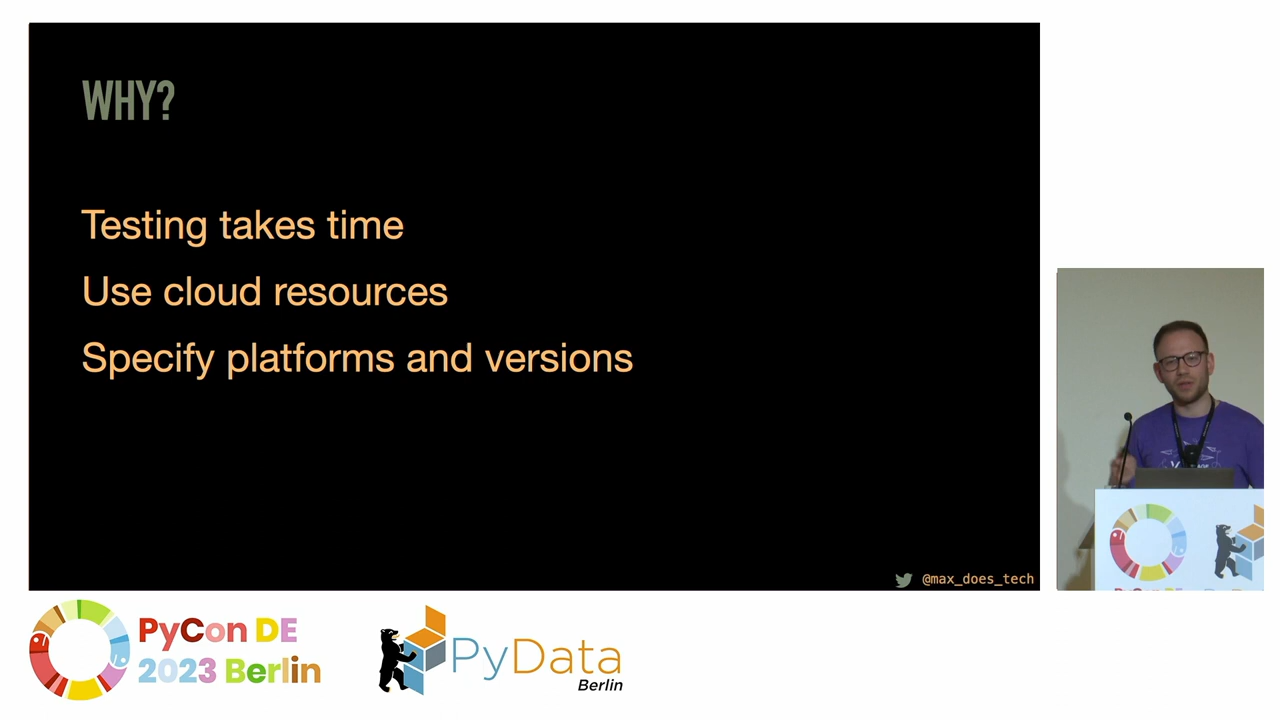 WHY?
Testing takes time
Use cloud resources
Specify platforms and versions
@max_does_tech
PyCon DE
2023 Berlin
PyData
Berlin